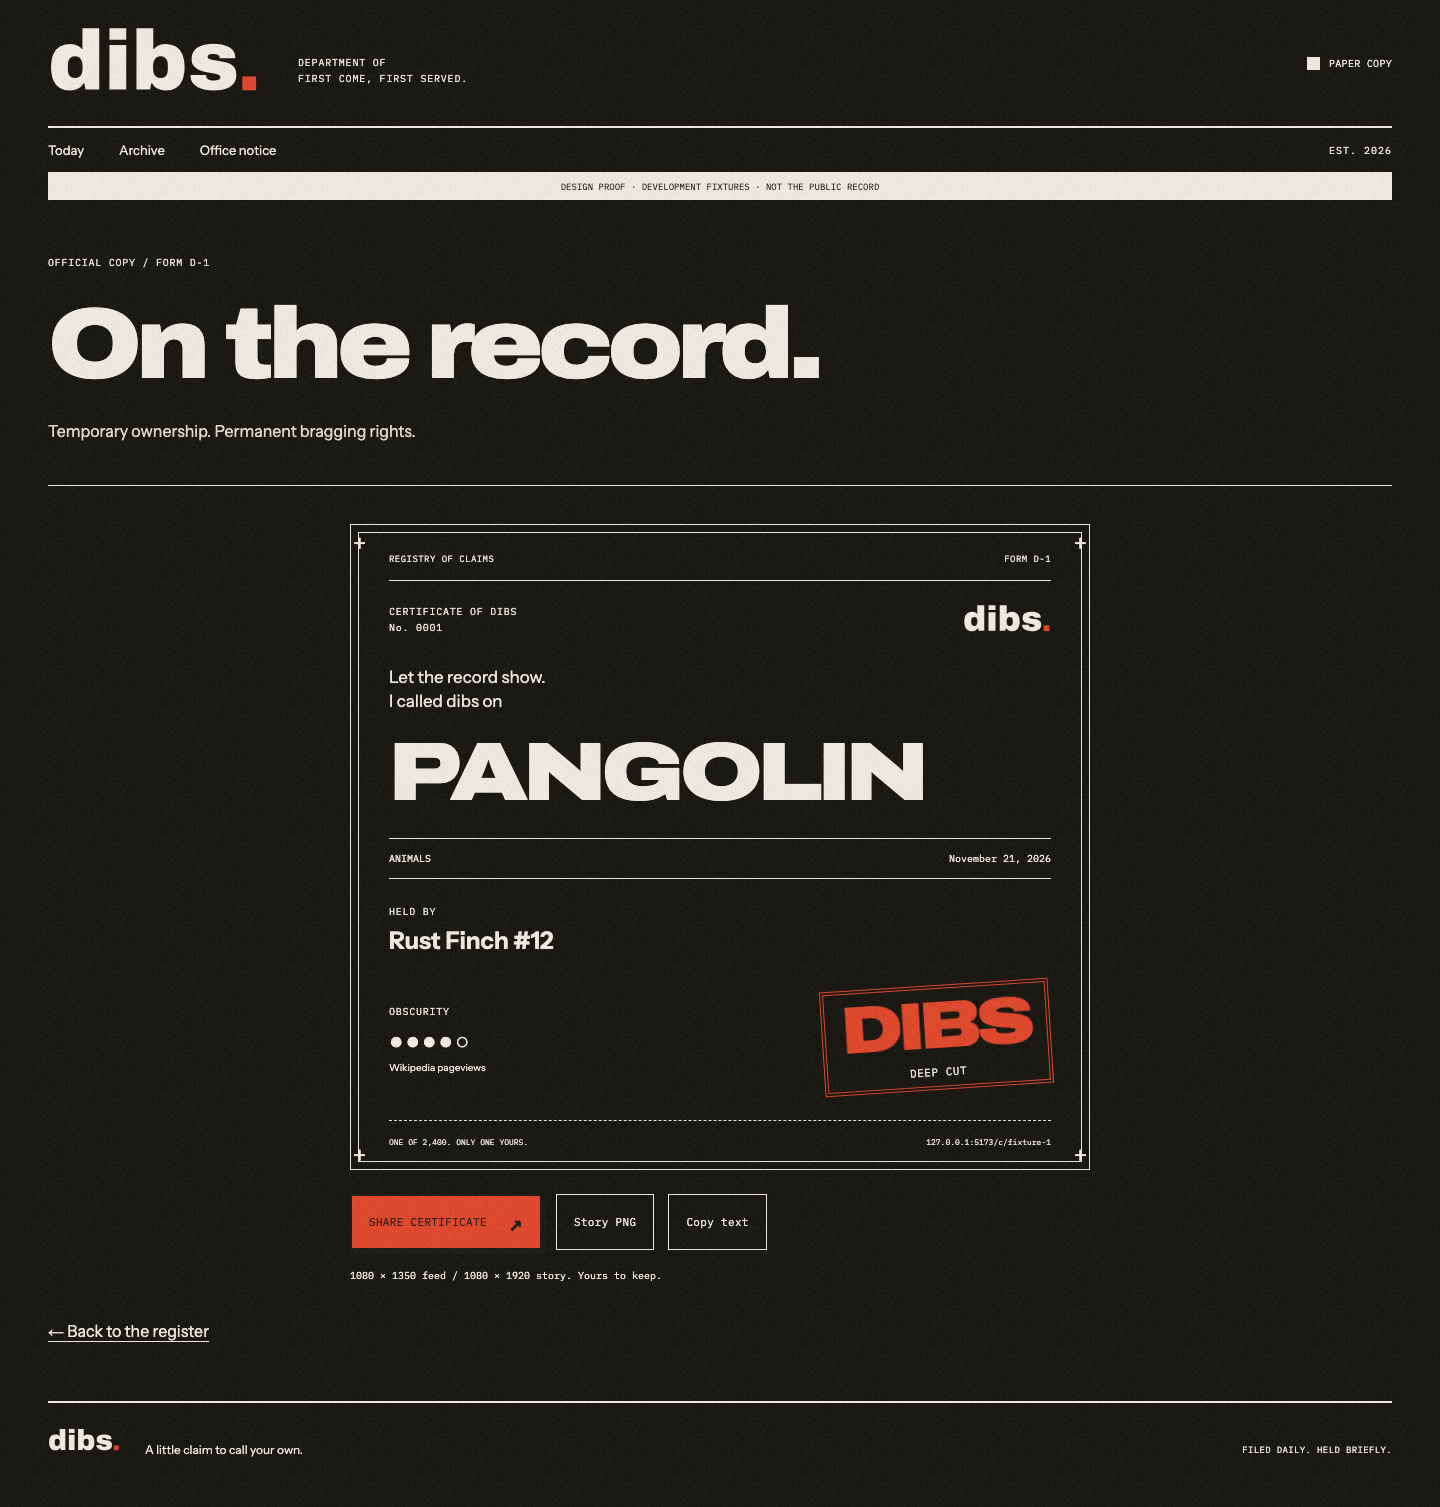 dibs.
DEPARTMENT OF
FIRST COME, FIRST SERVED.
PAPER COPY
Today Archive Office notice EST. 2026
DESIGN PROOF · DEVELOPMENT FIXTURES · NOT THE PUBLIC RECORD
OFFICIAL COPY / FORM D-1
On the record.
Temporary ownership. Permanent bragging rights.
REGISTRY OF CLAIMS FORM D-1
CERTIFICATE OF DIBS
No. 0001
dibs.
Let the record show.
I called dibs on
PANGOLIN
ANIMALS November 21, 2026
HELD BY
Rust Finch #12
OBSCURITY
Wikipedia pageviews
DIBS
DEEP CUT
ONE OF 2,400. ONLY ONE YOURS. 127.0.0.1:5173/c/fixture-1
SHARE CERTIFICATE ↗ Story PNG Copy text
1080 × 1350 feed / 1080 × 1920 story. Yours to keep.
← Back to the register
dibs. A little claim to call your own. FILED DAILY. HELD BRIEFLY.